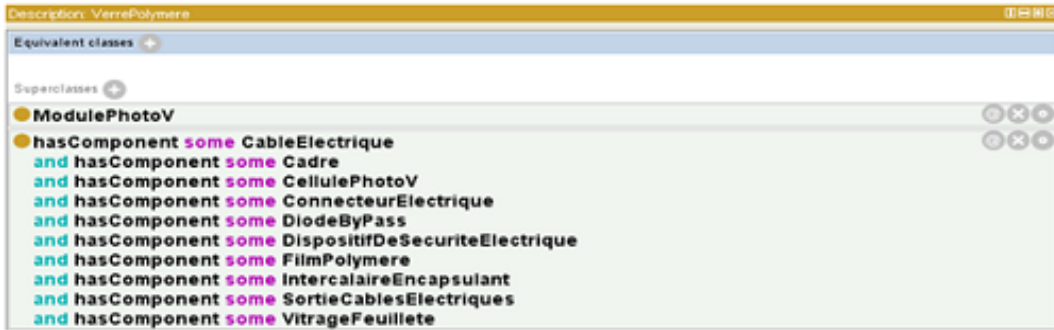 Description: VerrePolymere
Equivalent classes
Superclasses
ModulePhotoV
hasComponent some CableElectrique
and hasComponent some Cadre
and hasComponent some CellulePhotoV
and hasComponent some ConnecteurElectrique
and hasComponent some DiodeByPass
and hasComponent some DispositifDeSecuriteElectrique
and hasComponent some FilmPolymere
and hasComponent some IntercalaireEncapsulant
and hasComponent some SortieCablesElectriques
and hasComponent some VitrageFeuillete